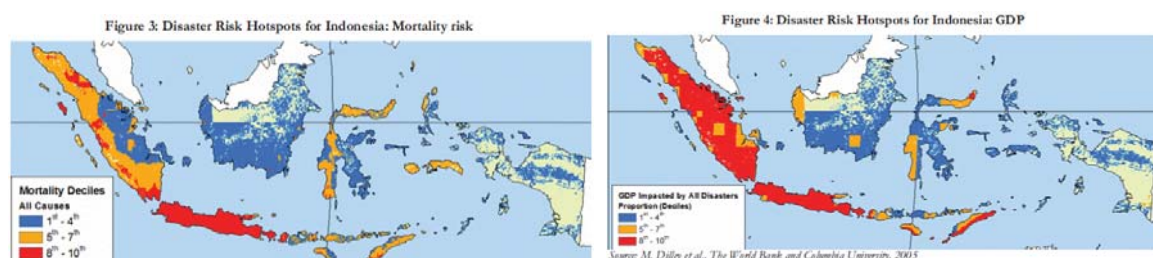 Figure 3: Disaster Risk Hotspots for Indonesia: Mortality risk
Mortality Deciles
All Causes
1st - 4th
5th - 7th
8th - 10th
Figure 4: Disaster Risk Hotspots for Indonesia: GDP
GDP Impacted by All Disasters
Proportion (Deciles)
1st - 4th
5th - 7th
8th - 10th
Source: M. Dilley et al., The World Bank and Columbia University, 2005